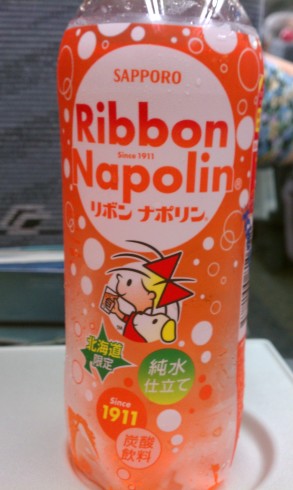 SAPPORO
Ribbon
Since 1911
Napolin
リボン ナポリン®
北海道
限定
純水
仕立て
Since
1911
炭酸
飲料